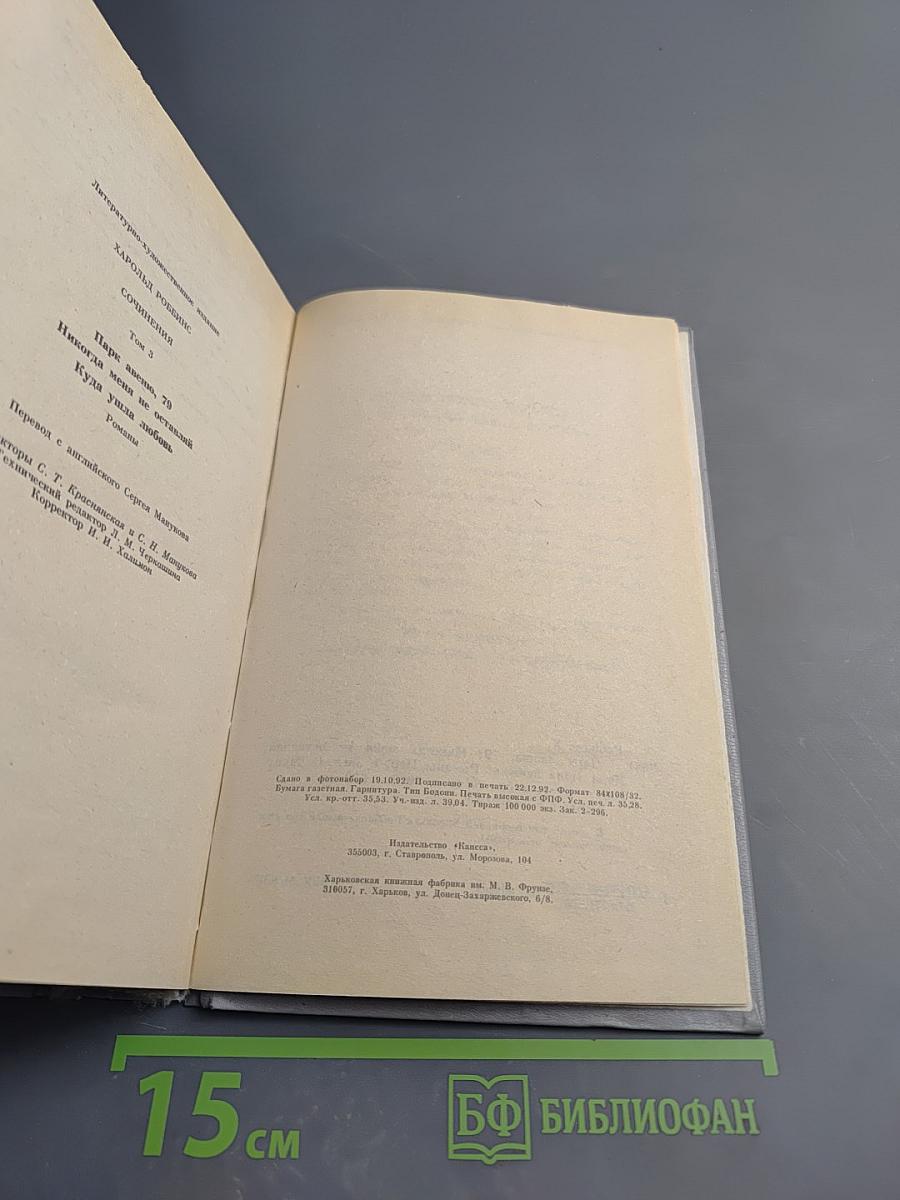 Литературно-художественное издание
ХАРОЛЬД РОББИНС
СОЧИНЕНИЯ
Том 3
Парк авеню, 79
Никогда меня не оставляй
Куда ушла любовь
Романы
Перевод с английского Сергея Манукова
кторы С. Т. Краснянская и С. Н. Манукова
Технический редактор Л. М. Черкашина
Корректор И. И. Халимон
Сдано в фотонабор 19.10.92. Подписано в печать 22.12.92. Формат 84Х108/32.
Бумага газетная. Гарнитура. Тип Бодони. Печать высокая с ФПФ. Усл. печ. л. 35,28.
Усл. кр.-отт. 35,53. Уч.-изд. л. 39,04. Тираж 100 000 экз. Зак. 2-296.
Издательство «Каисса»,
355003, г. Ставрополь, ул. Морозова, 104
Харьковская книжная фабрика им. М. В. Фрунзе,
310057, г. Харьков, ул. Донец-Захаржевского, 6/8.
15 см
БФ БИБЛИОФАН